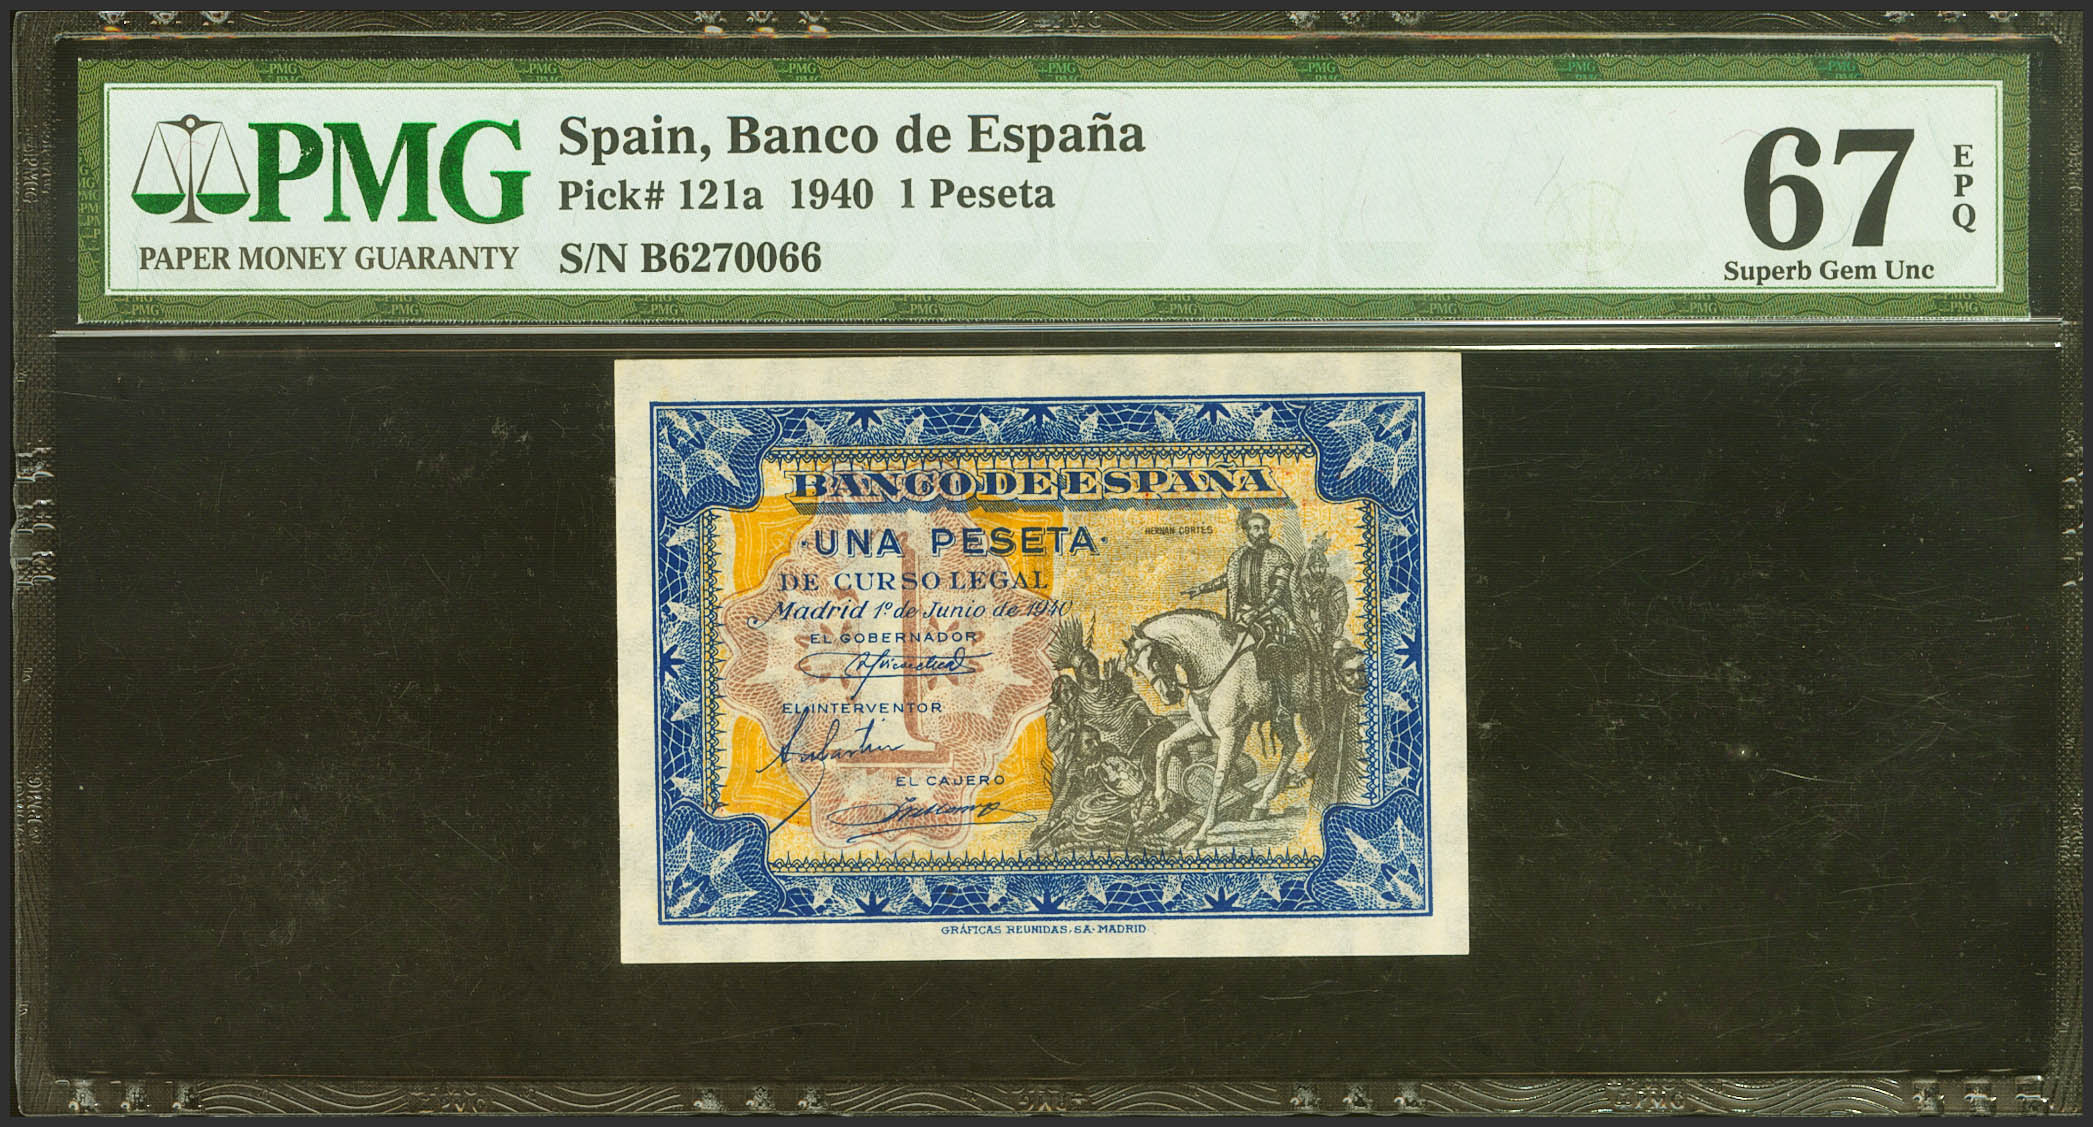 PMG
PAPER MONEY GUARANTY
Spain, Banco de España
Pick# 121a 1940 1 Peseta
S/N B6270066
67
EPQ
Superb Gem Unc
BANCO DE ESPAÑA
·UNA PESETA·
HERNAN CORTES
DE CURSO LEGAL
Madrid 1º de Junio de 1940
EL GOBERNADOR
EL INTERVENTOR
EL CAJERO
1
GRÁFICAS REUNIDAS, S.A. MADRID